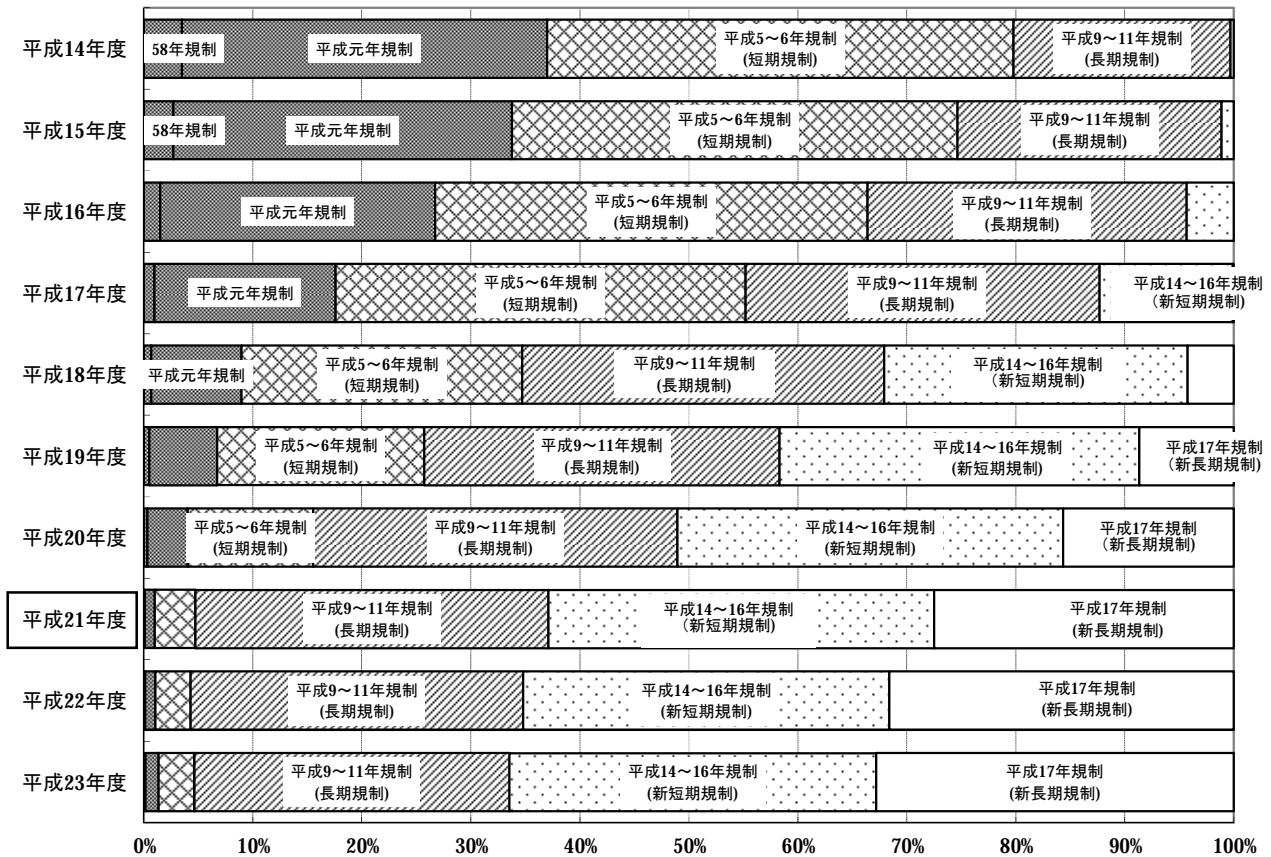 平成14年度
58年規制
平成元年規制
平成5～6年規制
(短期規制)
平成9～11年規制
(長期規制)
平成15年度
58年規制
平成元年規制
平成5～6年規制
(短期規制)
平成9～11年規制
(長期規制)
平成16年度
平成元年規制
平成5～6年規制
(短期規制)
平成9～11年規制
(長期規制)
平成17年度
平成元年規制
平成5～6年規制
(短期規制)
平成9～11年規制
(長期規制)
平成14～16年規制
(新短期規制)
平成18年度
平成元年規制
平成5～6年規制
(短期規制)
平成9～11年規制
(長期規制)
平成14～16年規制
(新短期規制)
平成19年度
平成5～6年規制
(短期規制)
平成9～11年規制
(長期規制)
平成14～16年規制
(新短期規制)
平成17年規制
(新長期規制)
平成20年度
平成5～6年規制
(短期規制)
平成9～11年規制
(長期規制)
平成14～16年規制
(新短期規制)
平成17年規制
(新長期規制)
平成21年度
平成9～11年規制
(長期規制)
平成14～16年規制
(新短期規制)
平成17年規制
(新長期規制)
平成22年度
平成9～11年規制
(長期規制)
平成14～16年規制
(新短期規制)
平成17年規制
(新長期規制)
平成23年度
平成9～11年規制
(長期規制)
平成14～16年規制
(新短期規制)
平成17年規制
(新長期規制)
0% 10% 20% 30% 40% 50% 60% 70% 80% 90% 100%